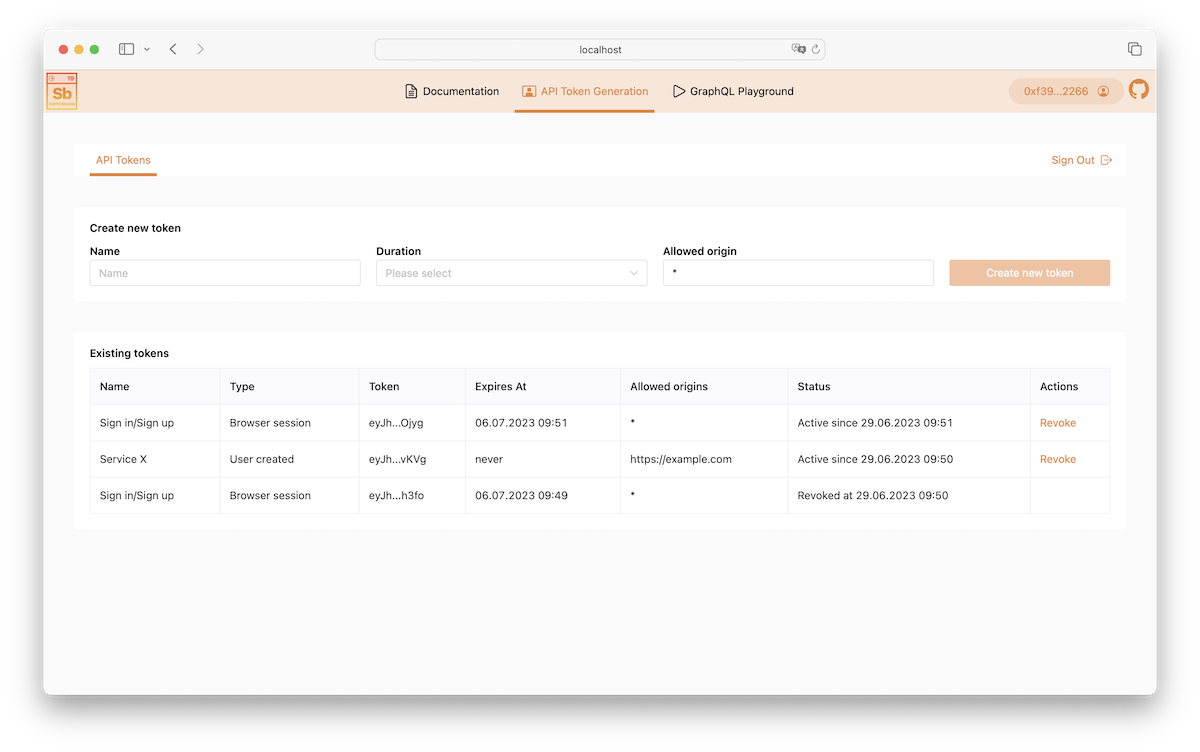 localhost
19
Sb
Documentation
API Token Generation
GraphQL Playground
0xf39...2266
API Tokens
Sign Out
Create new token
Name Duration Allowed origin
Name Please select * Create new token
Existing tokens
Name Type Token Expires At Allowed origins Status Actions
Sign in/Sign up Browser session eyJh...Ojyg 06.07.2023 09:51 * Active since 29.06.2023 09:51 Revoke
Service X User created eyJh...vKVg never https://example.com Active since 29.06.2023 09:50 Revoke
Sign in/Sign up Browser session eyJh...h3fo 06.07.2023 09:49 * Revoked at 29.06.2023 09:50